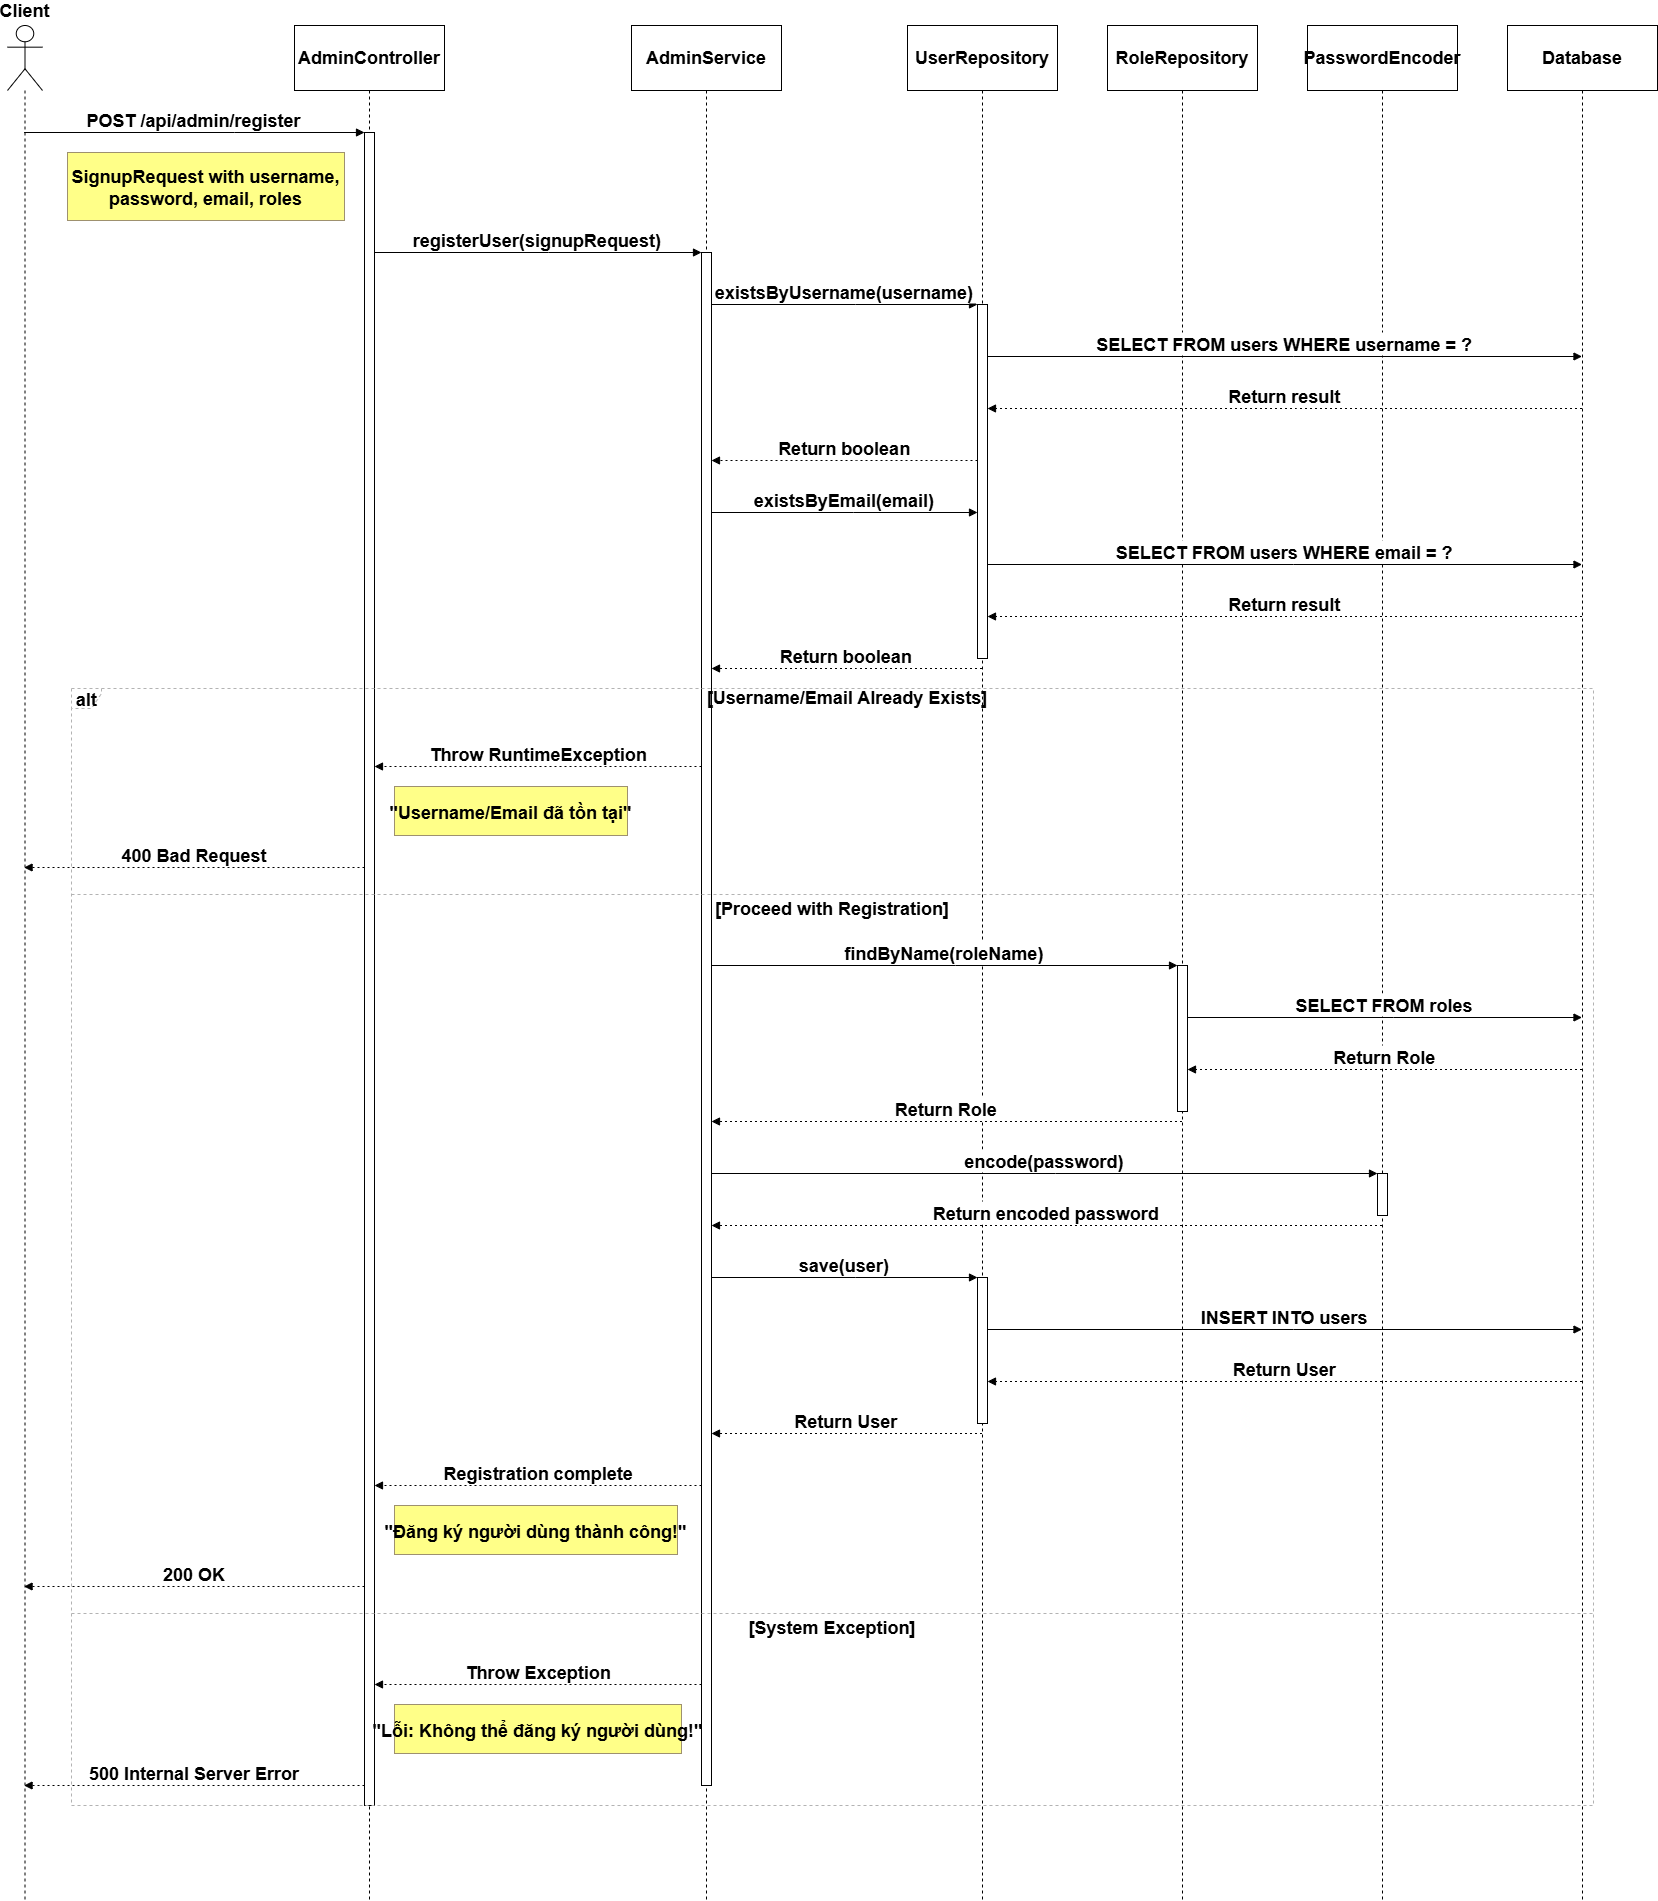 Client
AdminController
AdminService
UserRepository
RoleRepository
PasswordEncoder
Database
POST /api/admin/register
SignupRequest with username,
password, email, roles
registerUser(signupRequest)
existsByUsername(username)
SELECT FROM users WHERE username = ?
Return result
Return boolean
existsByEmail(email)
SELECT FROM users WHERE email = ?
Return result
Return boolean
alt
[Username/Email Already Exists]
Throw RuntimeException
"Username/Email đã tồn tại"
400 Bad Request
[Proceed with Registration]
findByName(roleName)
SELECT FROM roles
Return Role
Return Role
encode(password)
Return encoded password
save(user)
INSERT INTO users
Return User
Return User
Registration complete
"Đăng ký người dùng thành công!"
200 OK
[System Exception]
Throw Exception
"Lỗi: Không thể đăng ký người dùng!"
500 Internal Server Error